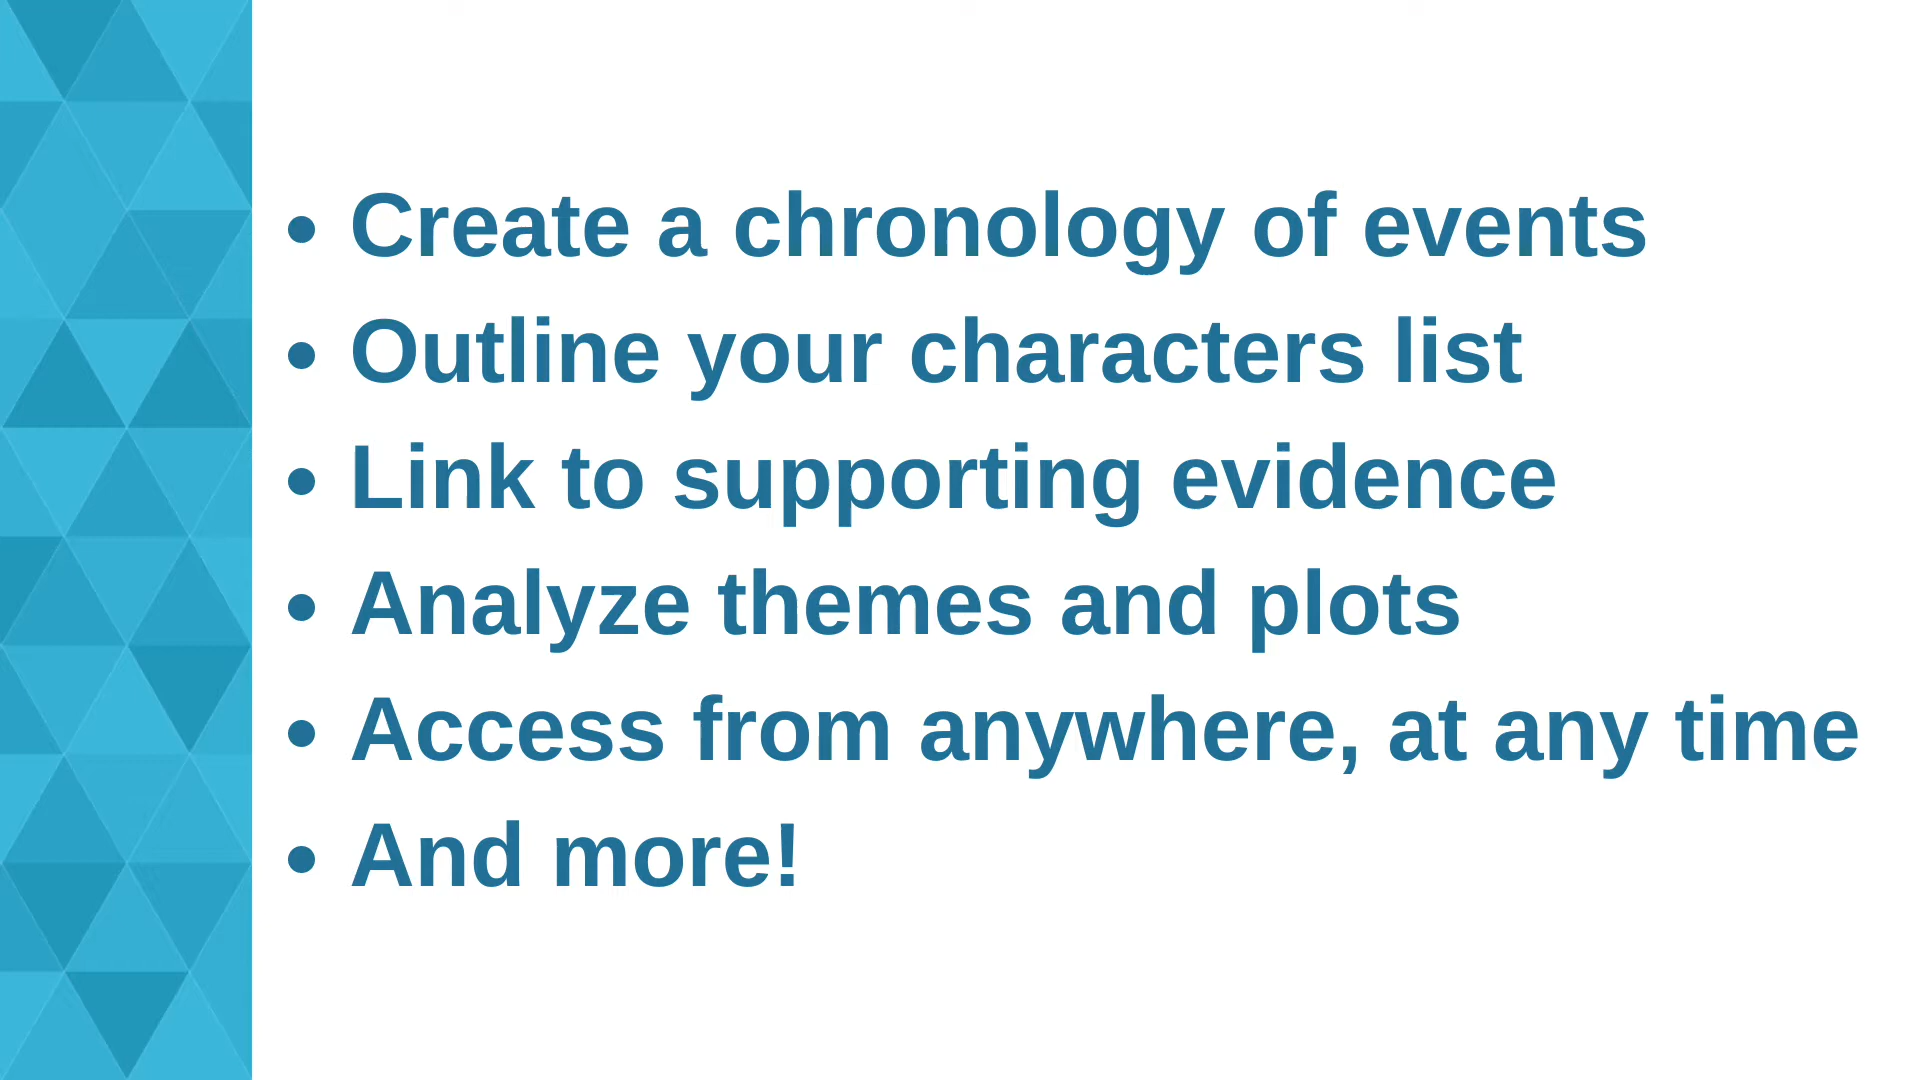 • Create a chronology of events
• Outline your characters list
• Link to supporting evidence
• Analyze themes and plots
• Access from anywhere, at any time
• And more!